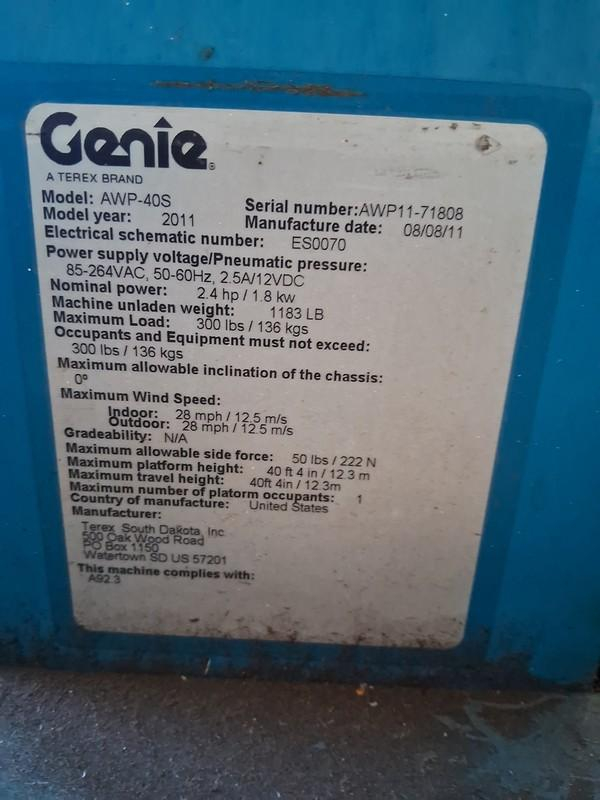 Genie®
A TEREX BRAND
Model: AWP-40S Serial number:AWP11-71808
Model year: 2011 Manufacture date: 08/08/11
Electrical schematic number: ES0070
Power supply voltage/Pneumatic pressure:
85-264VAC, 50-60Hz, 2.5A/12VDC
Nominal power: 2.4 hp / 1.8 kw
Machine unladen weight: 1183 LB
Maximum Load: 300 lbs / 136 kgs
Occupants and Equipment must not exceed:
300 lbs / 136 kgs
Maximum allowable inclination of the chassis:
0º
Maximum Wind Speed:
Indoor: 28 mph / 12.5 m/s
Outdoor: 28 mph / 12.5 m/s
Gradeability: N/A
Maximum allowable side force: 50 lbs / 222 N
Maximum platform height: 40 ft 4 in / 12.3 m
Maximum travel height: 40ft 4in / 12.3m
Maximum number of platorm occupants: 1
Country of manufacture: United States
Manufacturer:
Terex South Dakota, Inc.
500 Oak Wood Road
PO Box 1150
Watertown SD US 57201
This machine complies with:
A92.3